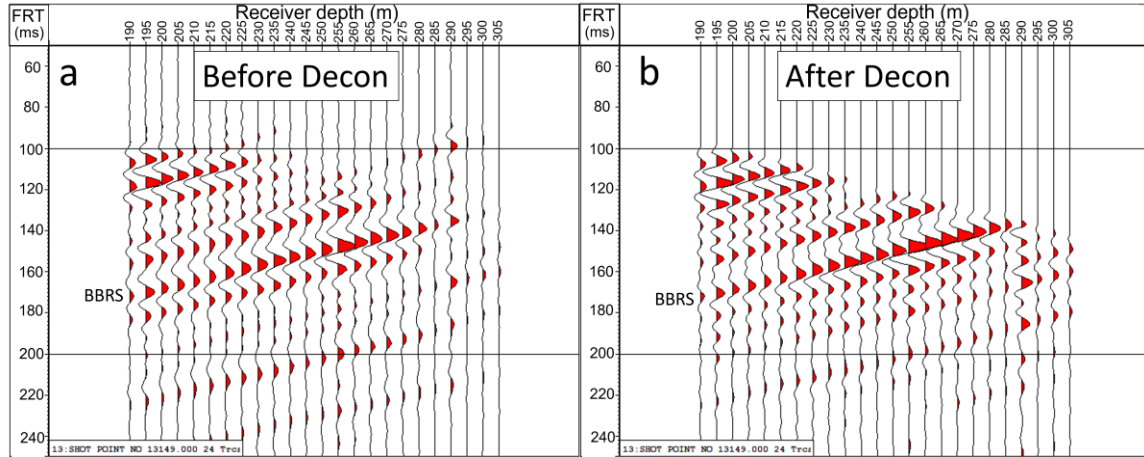 FRT
(ms)
Receiver depth (m)
190 195 200 205 210 215 220 225 230 235 240 245 250 255 260 265 270 275 280 285 290 295 300 305
a
Before Decon
60
80
100
120
140
160
BBRS
180
200
220
240
13:SHOT POINT NO 13149.000 24 Trcs
FRT
(ms)
Receiver depth (m)
190 195 200 205 210 215 220 225 230 235 240 245 250 255 260 265 270 275 280 285 290 295 300 305
b
After Decon
60
80
100
120
140
160
BBRS
180
200
220
240
13:SHOT POINT NO 13149.000 24 Trcs